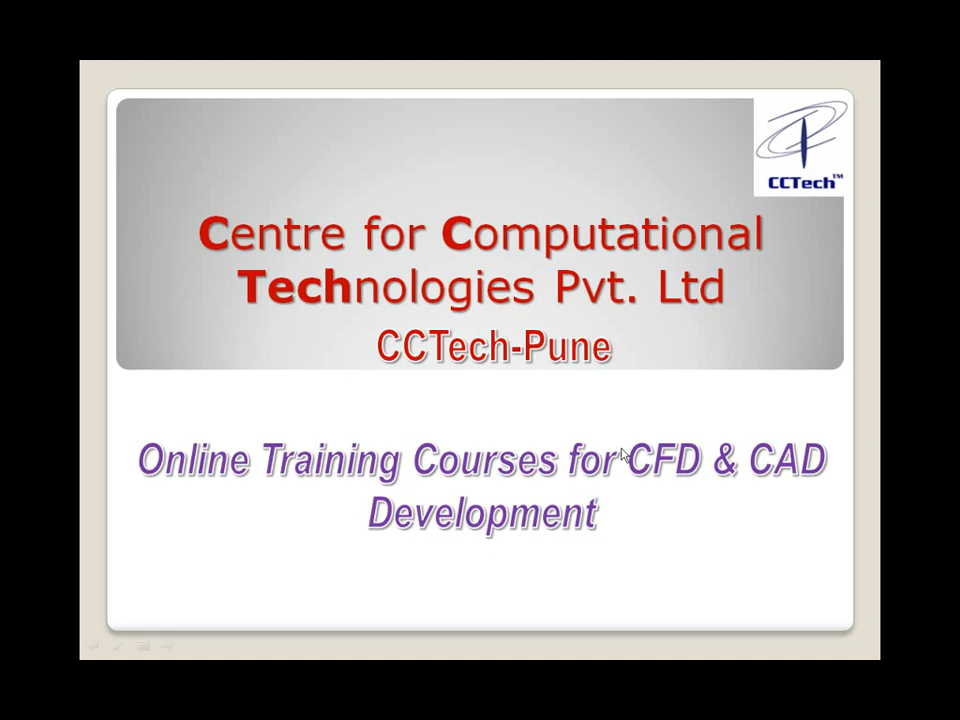 CCTech™
Centre for Computational
Technologies Pvt. Ltd
CCTech-Pune
Online Training Courses for CFD & CAD
Development